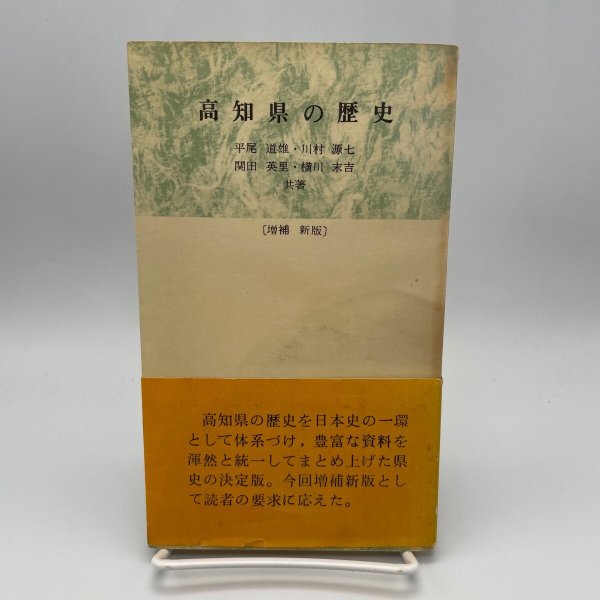 高知県の歴史
平尾 道雄・川村 源七
関田 英里・横川 末吉
共著
〔増補 新版〕
高知県の歴史を日本史の一環
として体系づけ，豊富な資料を
渾然と統一してまとめ上げた県
史の決定版。今回増補新版とし
て読者の要求に応えた。